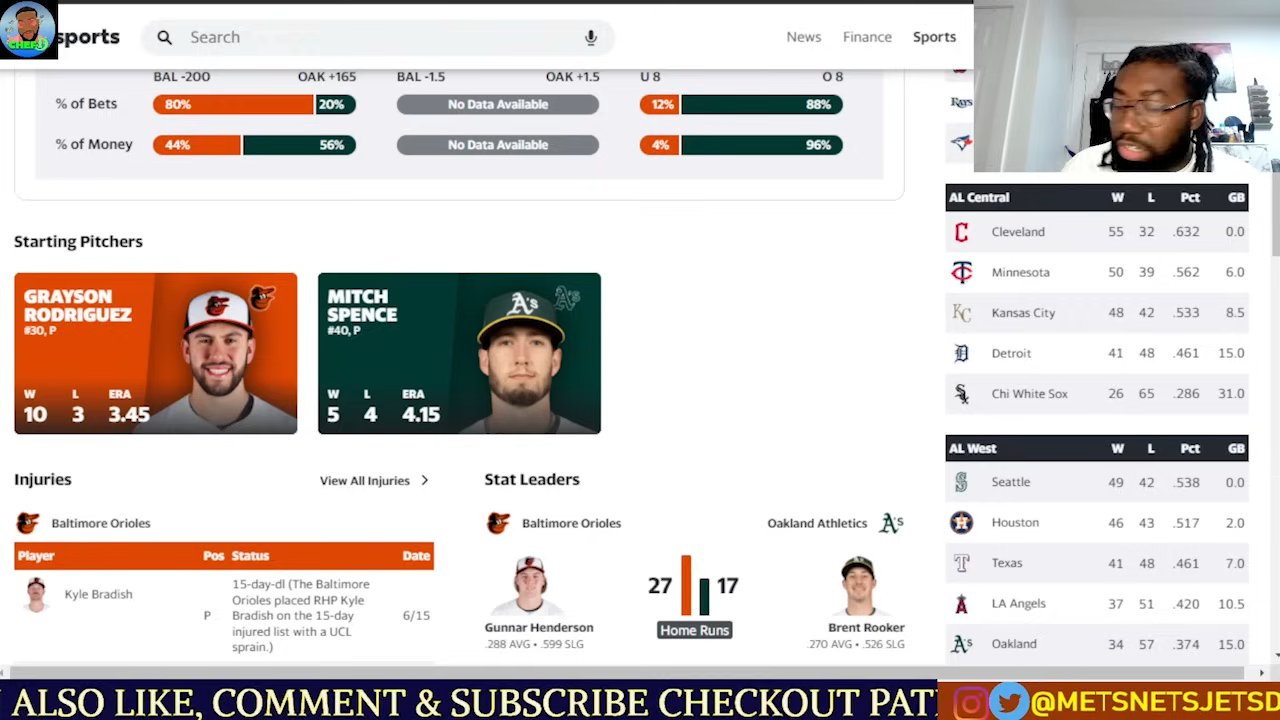 CHEF J
sports
Search
News Finance Sports
BAL -200 OAK +165 BAL -1.5 OAK +1.5 U 8 O 8
% of Bets 80% 20% No Data Available 12% 88%
% of Money 44% 56% No Data Available 4% 96%
Rays
Starting Pitchers
GRAYSON
RODRIGUEZ
#30, P
W L ERA
10 3 3.45
MITCH
SPENCE
#40, P
W L ERA
5 4 4.15
Injuries
View All Injuries
Baltimore Orioles
Player Pos Status Date
Kyle Bradish P 15-day-dl (The Baltimore
Orioles placed RHP Kyle
Bradish on the 15-day 6/15
injured list with a UCL
sprain.)
Stat Leaders
Baltimore Orioles Oakland Athletics A's
27 17
Home Runs
Gunnar Henderson Brent Rooker
.288 AVG • .599 SLG .270 AVG • .526 SLG
AL Central W L Pct GB
Cleveland 55 32 .632 0.0
Minnesota 50 39 .562 6.0
Kansas City 48 42 .533 8.5
Detroit 41 48 .461 15.0
Chi White Sox 26 65 .286 31.0
AL West W L Pct GB
Seattle 49 42 .538 0.0
Houston 46 43 .517 2.0
Texas 41 48 .461 7.0
LA Angels 37 51 .420 10.5
Oakland 34 57 .374 15.0
ALSO LIKE, COMMENT & SUBSCRIBE CHECKOUT
@METSNETSJETSD